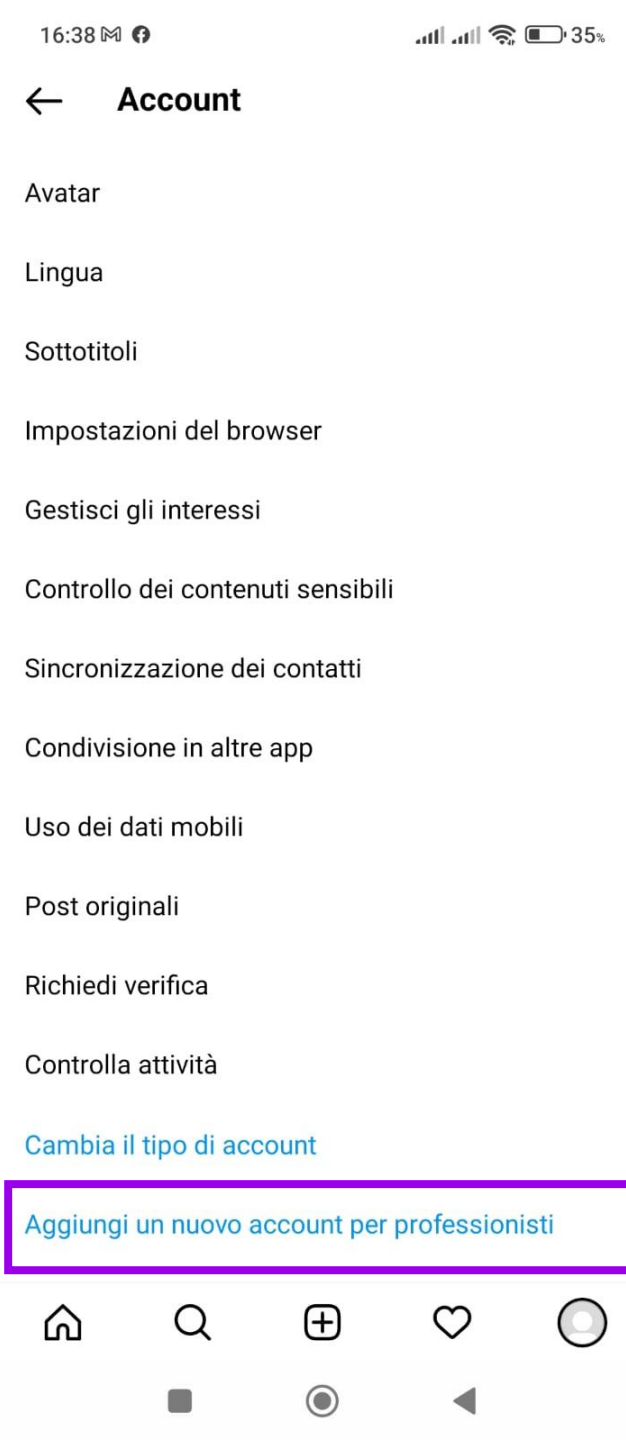 16:38 35%
Account
Avatar
Lingua
Sottotitoli
Impostazioni del browser
Gestisci gli interessi
Controllo dei contenuti sensibili
Sincronizzazione dei contatti
Condivisione in altre app
Uso dei dati mobili
Post originali
Richiedi verifica
Controlla attività
Cambia il tipo di account
Aggiungi un nuovo account per professionisti